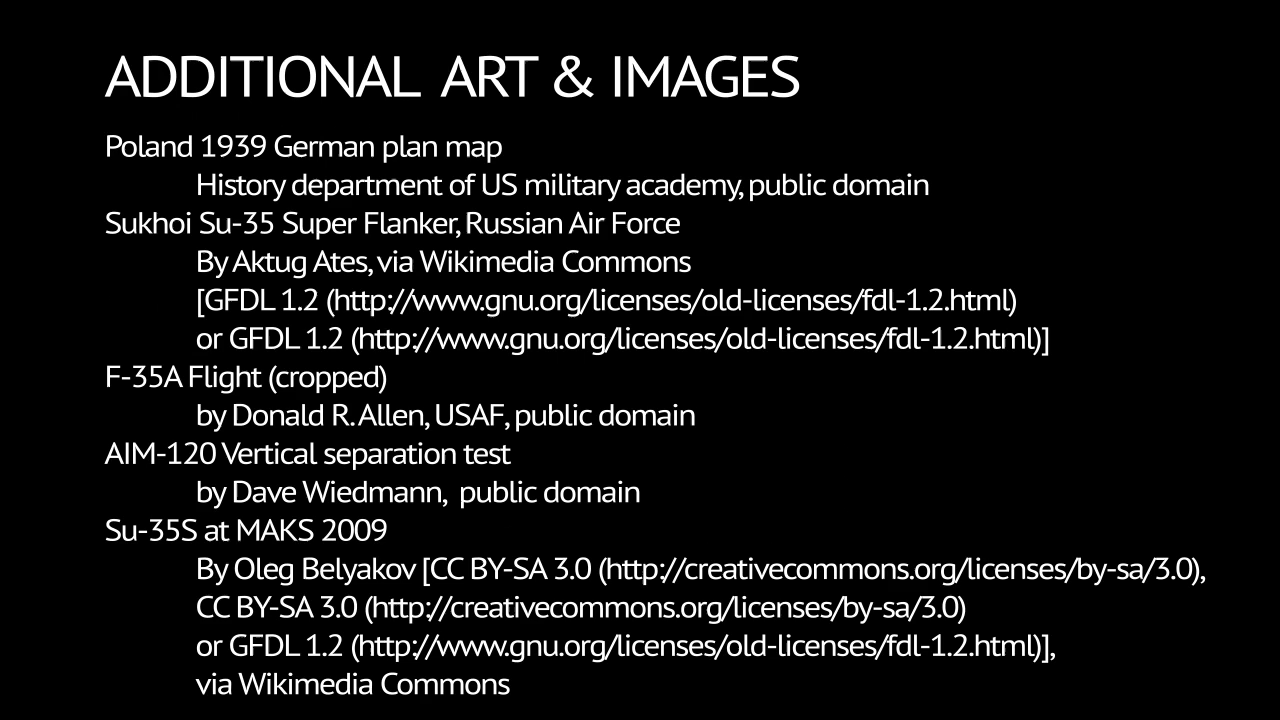 ADDITIONAL ART & IMAGES
Poland 1939 German plan map
History department of US military academy, public domain
Sukhoi Su-35 Super Flanker, Russian Air Force
By Aktug Ates, via Wikimedia Commons
[GFDL 1.2 (http://www.gnu.org/licenses/old-licenses/fdl-1.2.html)
or GFDL 1.2 (http://www.gnu.org/licenses/old-licenses/fdl-1.2.html)]
F-35A Flight (cropped)
by Donald R. Allen, USAF, public domain
AIM-120 Vertical separation test
by Dave Wiedmann, public domain
Su-35S at MAKS 2009
By Oleg Belyakov [CC BY-SA 3.0 (http://creativecommons.org/licenses/by-sa/3.0),
CC BY-SA 3.0 (http://creativecommons.org/licenses/by-sa/3.0)
or GFDL 1.2 (http://www.gnu.org/licenses/old-licenses/fdl-1.2.html)],
via Wikimedia Commons